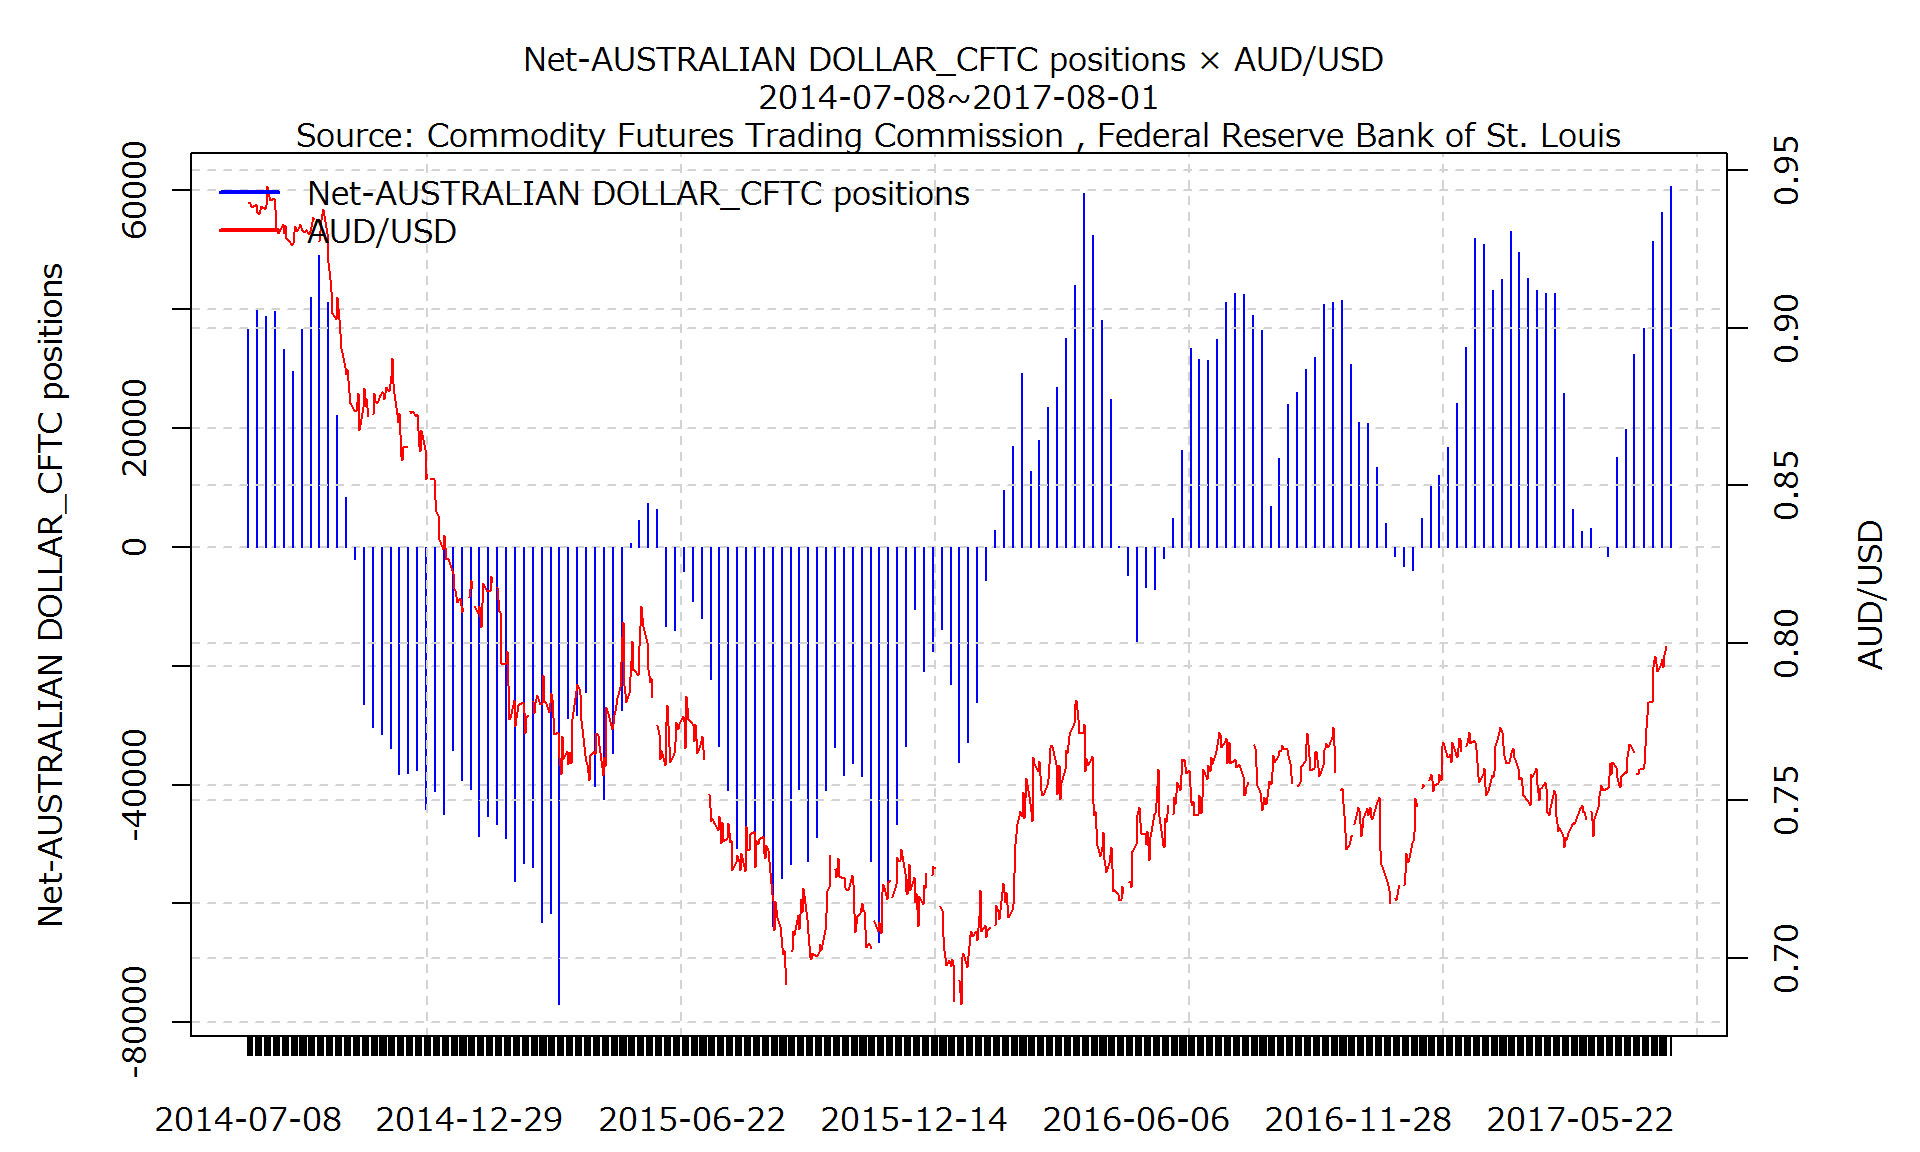 Net-AUSTRALIAN DOLLAR_CFTC positions × AUD/USD
2014-07-08~2017-08-01
Source: Commodity Futures Trading Commission , Federal Reserve Bank of St. Louis
Net-AUSTRALIAN DOLLAR_CFTC positions
AUD/USD
Net-AUSTRALIAN DOLLAR_CFTC positions
60000
20000
0
-40000
-80000
0.95
0.90
0.85
0.80
0.75
0.70
AUD/USD
2014-07-08 2014-12-29 2015-06-22 2015-12-14 2016-06-06 2016-11-28 2017-05-22